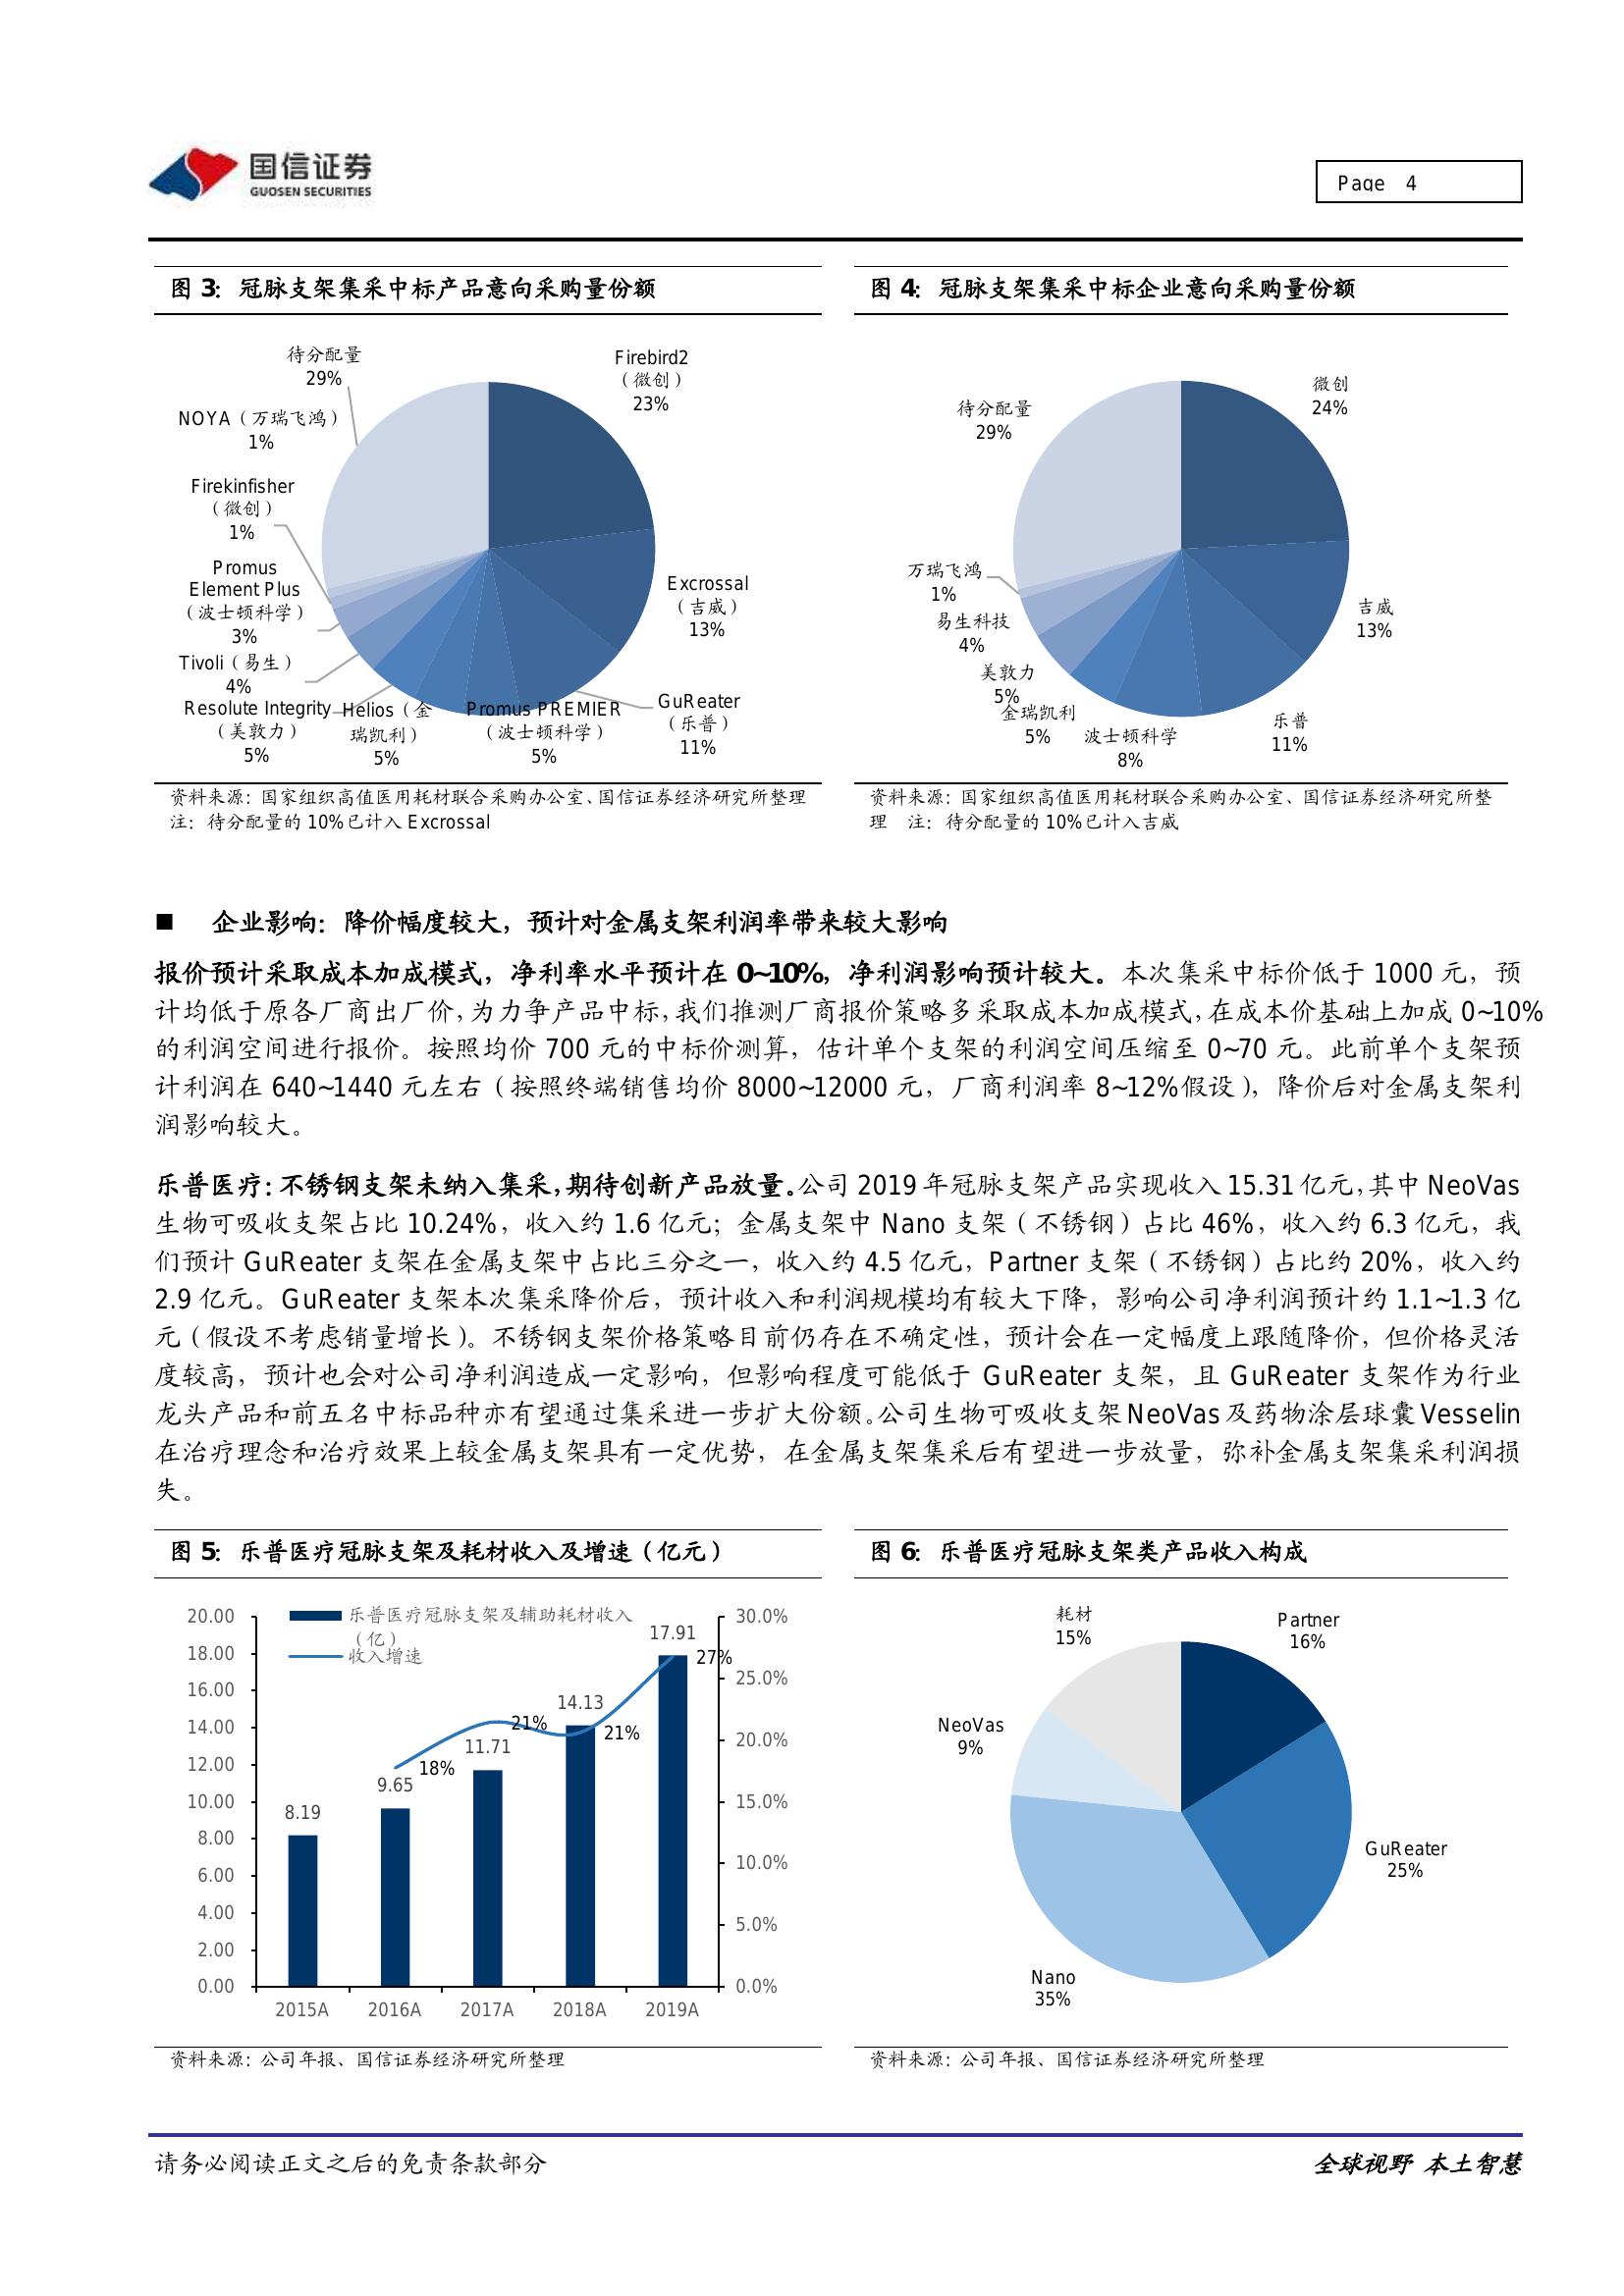 国信证券
GUOSEN SECURITIES
Page 4
图 3：冠脉支架集采中标产品意向采购量份额
待分配量
29%
NOYA（万瑞飞鸿）
1%
Firekinfisher
（微创）
1%
Promus
Element Plus
（波士顿科学）
3%
Tivoli（易生）
4%
Resolute Integrity
（美敦力）
5%
Helios（金
瑞凯利）
5%
Promus PREMIER
（波士顿科学）
5%
GuReater
（乐普）
11%
Excrossal
（吉威）
13%
Firebird2
（微创）
23%
资料来源：国家组织高值医用耗材联合采购办公室、国信证券经济研究所整理
注：待分配量的 10%已计入 Excrossal
图 4：冠脉支架集采中标企业意向采购量份额
待分配量
29%
万瑞飞鸿
1%
易生科技
4%
美敦力
5%
金瑞凯利
5%
波士顿科学
8%
乐普
11%
吉威
13%
微创
24%
资料来源：国家组织高值医用耗材联合采购办公室、国信证券经济研究所整
理 注：待分配量的 10%已计入吉威
■ 企业影响：降价幅度较大，预计对金属支架利润率带来较大影响
报价预计采取成本加成模式，净利率水平预计在 0~10%，净利润影响预计较大。本次集采中标价低于 1000 元，预
计均低于原各厂商出厂价，为力争产品中标，我们推测厂商报价策略多采取成本加成模式，在成本价基础上加成 0~10%
的利润空间进行报价。按照均价 700 元的中标价测算，估计单个支架的利润空间压缩至 0~70 元。此前单个支架预
计利润在 640~1440 元左右（按照终端销售均价 8000~12000 元，厂商利润率 8~12%假设），降价后对金属支架利
润影响较大。
乐普医疗：不锈钢支架未纳入集采，期待创新产品放量。公司 2019 年冠脉支架产品实现收入 15.31 亿元，其中 NeoVas
生物可吸收支架占比 10.24%，收入约 1.6 亿元；金属支架中 Nano 支架（不锈钢）占比 46%，收入约 6.3 亿元，我
们预计 GuReater 支架在金属支架中占比三分之一，收入约 4.5 亿元，Partner 支架（不锈钢）占比约 20%，收入约
2.9 亿元。GuReater 支架本次集采降价后，预计收入和利润规模均有较大下降，影响公司净利润预计约 1.1~1.3 亿
元（假设不考虑销量增长）。不锈钢支架价格策略目前仍存在不确定性，预计会在一定幅度上跟随降价，但价格灵活
度较高，预计也会对公司净利润造成一定影响，但影响程度可能低于 GuReater 支架，且 GuReater 支架作为行业
龙头产品和前五名中标品种亦有望通过集采进一步扩大份额。公司生物可吸收支架 NeoVas 及药物涂层球囊 Vesselin
在治疗理念和治疗效果上较金属支架具有一定优势，在金属支架集采后有望进一步放量，弥补金属支架集采利润损
失。
图 5：乐普医疗冠脉支架及耗材收入及增速（亿元）
乐普医疗冠脉支架及辅助耗材收入
（亿）
收入增速
20.00
18.00
16.00
14.00
12.00
10.00
8.00
6.00
4.00
2.00
0.00
30.0%
25.0%
20.0%
15.0%
10.0%
5.0%
0.0%
8.19
9.65
11.71
14.13
17.91
18%
21%
21%
27%
2015A
2016A
2017A
2018A
2019A
资料来源：公司年报、国信证券经济研究所整理
图 6：乐普医疗冠脉支架类产品收入构成
耗材
15%
Partner
16%
NeoVas
9%
GuReater
25%
Nano
35%
资料来源：公司年报、国信证券经济研究所整理
请务必阅读正文之后的免责条款部分
全球视野 本土智慧